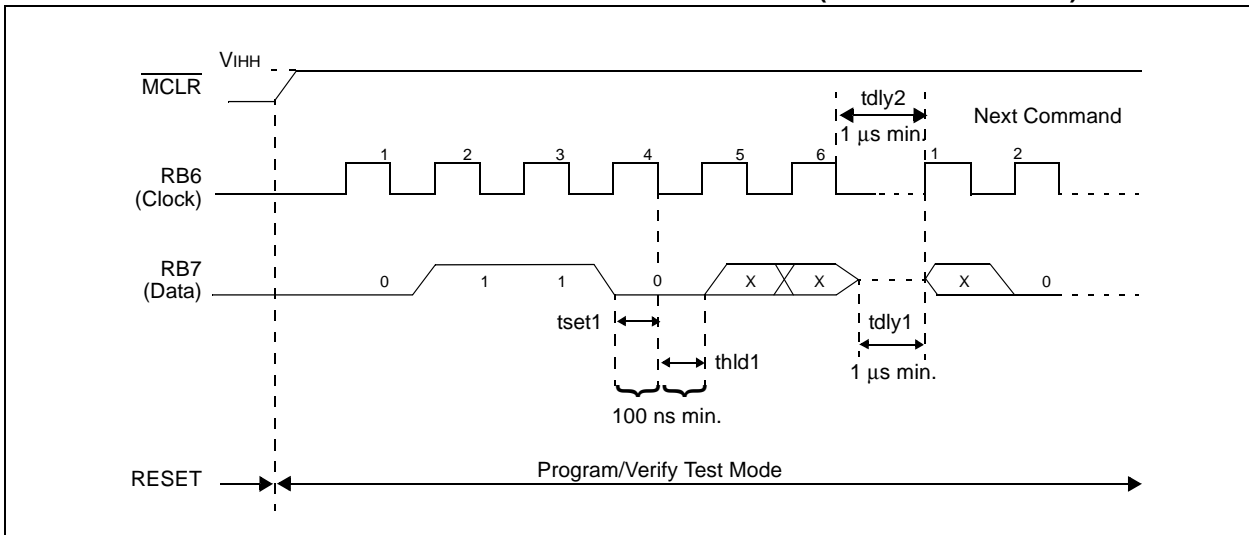 VIHH
MCLR
tdly2
Next Command
1 µs min.
1 2 3 4 5 6 1 2
RB6
(Clock)
RB7
(Data)
0 1 1 0 X X X 0
tset1
tdly1
thld1
1 µs min.
100 ns min.
Program/Verify Test Mode
RESET